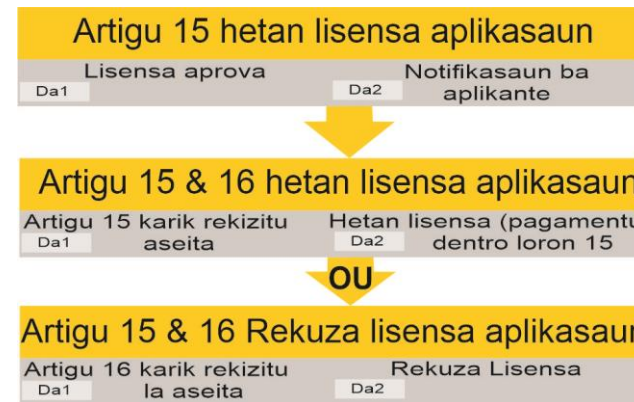 Artigu 15 hetan lisensa aplikasaun
Lisensa aprova
Da1
Notifikasaun ba
Da2 aplikante
Artigu 15 & 16 hetan lisensa aplikasaun
Artigu 15 karik rekizitu
Da1 aseita
Hetan lisensa (pagamentu
Da2 dentro loron 15
OU
Artigu 15 & 16 Rekuza lisensa aplikasaun
Artigu 16 karik rekizitu
Da1 la aseita
Rekuza Lisensa
Da2